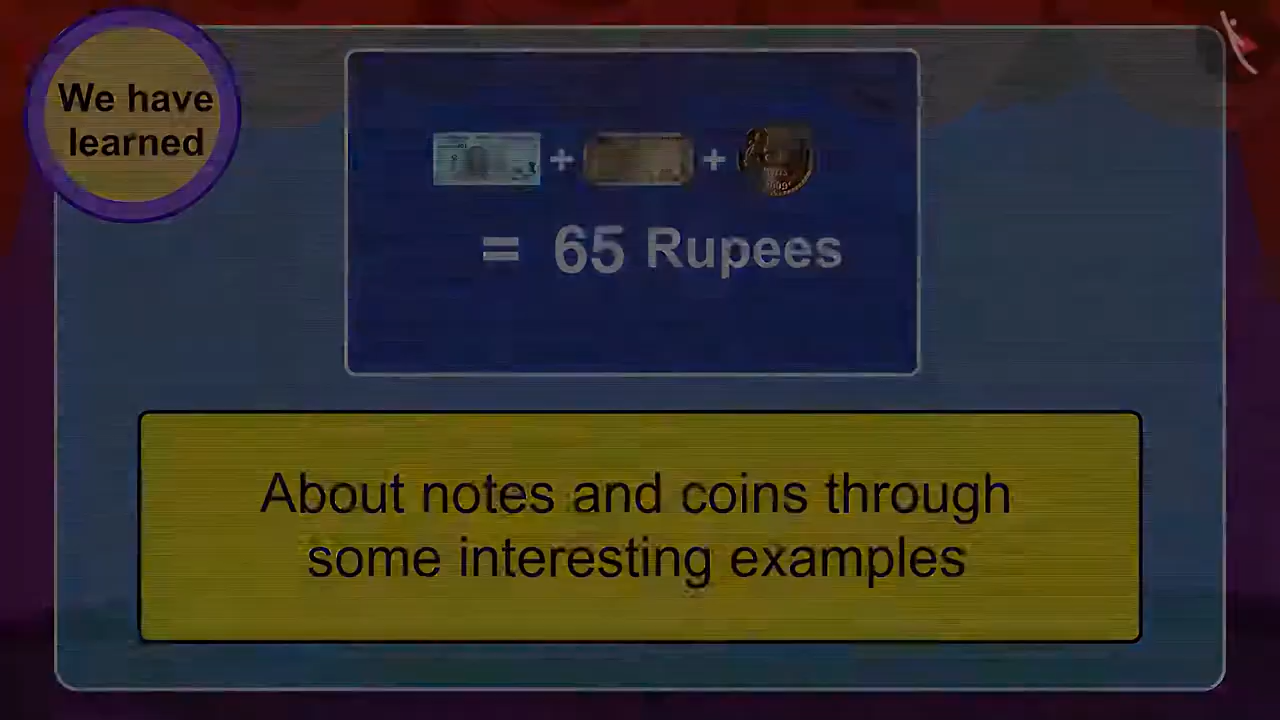 We have
learned
+ +
= 65 Rupees
About notes and coins through
some interesting examples